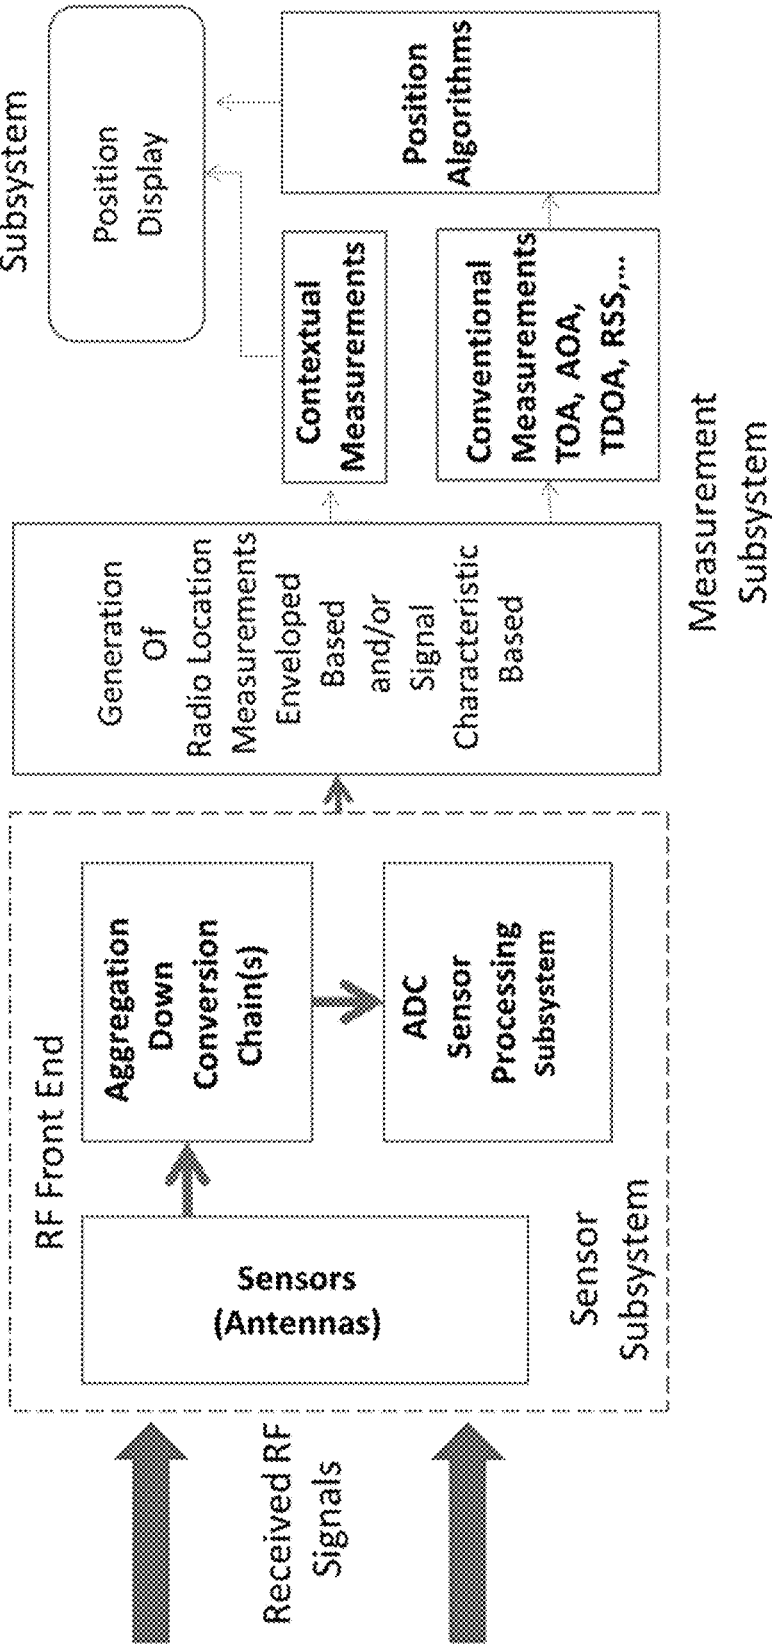 Received RF
Signals
RF Front End
Sensors
(Antennas)
Aggregation
Down
Conversion
Chain(s)
ADC
Sensor
Processing
Subsystem
Sensor
Subsystem
Generation
Of
Radio Location
Measurements
Enveloped
Based
and/or
Signal
Characteristic
Based
Contextual
Measurements
Conventional
Measurements
TOA, AOA,
TDOA, RSS,...
Measurement
Subsystem
Subsystem
Position
Display
Position
Algorithms